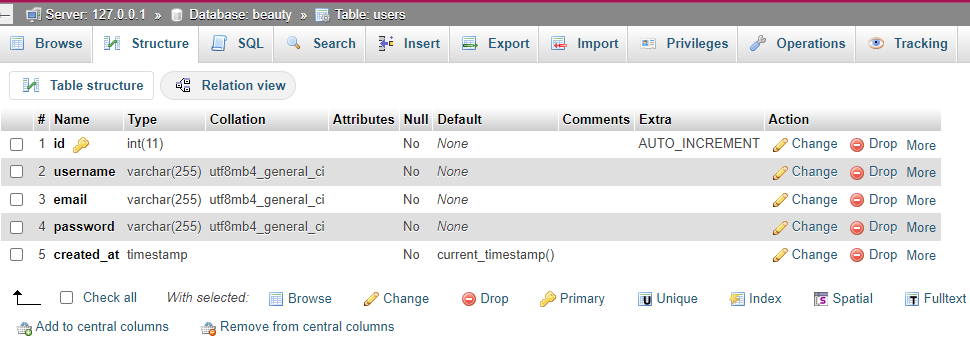 Server: 127.0.0.1 » Database: beauty » Table: users
Browse Structure SQL Search Insert Export Import Privileges Operations Tracking
Table structure Relation view
# Name Type Collation Attributes Null Default Comments Extra Action
1 id int(11) No None AUTO_INCREMENT Change Drop More
2 username varchar(255) utf8mb4_general_ci No None Change Drop More
3 email varchar(255) utf8mb4_general_ci No None Change Drop More
4 password varchar(255) utf8mb4_general_ci No None Change Drop More
5 created_at timestamp No current_timestamp() Change Drop More
Check all With selected: Browse Change Drop Primary Unique Index Spatial Fulltext
Add to central columns Remove from central columns